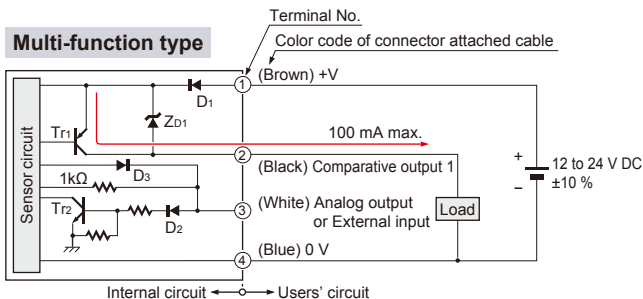 Terminal No.
Multi-function type
Color code of connector attached cable
1
(Brown) +V
D1
ZD1
Tr1
100 mA max.
2
(Black) Comparative output 1
D3
1kΩ
Sensor circuit
+
−
12 to 24 V DC
±10 %
Tr2
D2
3
(White) Analog output
or External input
Load
4
(Blue) 0 V
Internal circuit
Users' circuit